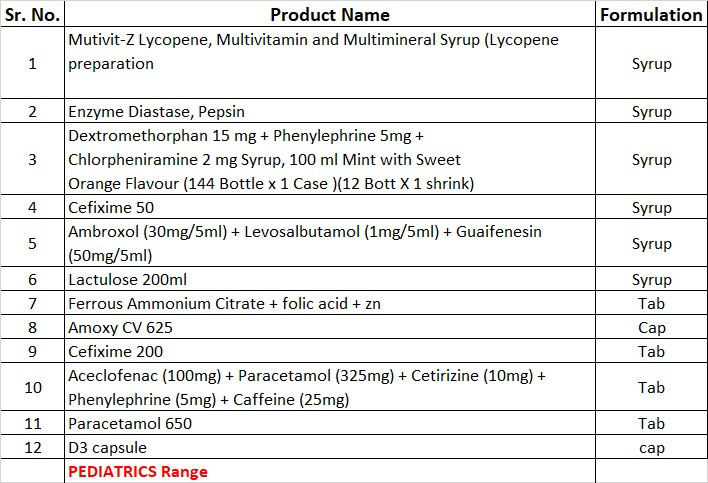 Sr. No. Product Name Formulation
1 Mutivit-Z Lycopene, Multivitamin and Multimineral Syrup (Lycopene
preparation Syrup
2 Enzyme Diastase, Pepsin Syrup
3 Dextromethorphan 15 mg + Phenylephrine 5mg +
Chlorpheniramine 2 mg Syrup, 100 ml Mint with Sweet Syrup
Orange Flavour (144 Bottle x 1 Case )(12 Bott X 1 shrink)
4 Cefixime 50 Syrup
5 Ambroxol (30mg/5ml) + Levosalbutamol (1mg/5ml) + Guaifenesin
(50mg/5ml) Syrup
6 Lactulose 200ml Syrup
7 Ferrous Ammonium Citrate + folic acid + zn Tab
8 Amoxy CV 625 Cap
9 Cefixime 200 Tab
10 Aceclofenac (100mg) + Paracetamol (325mg) + Cetirizine (10mg) +
Phenylephrine (5mg) + Caffeine (25mg) Tab
11 Paracetamol 650 Tab
12 D3 capsule cap
PEDIATRICS Range